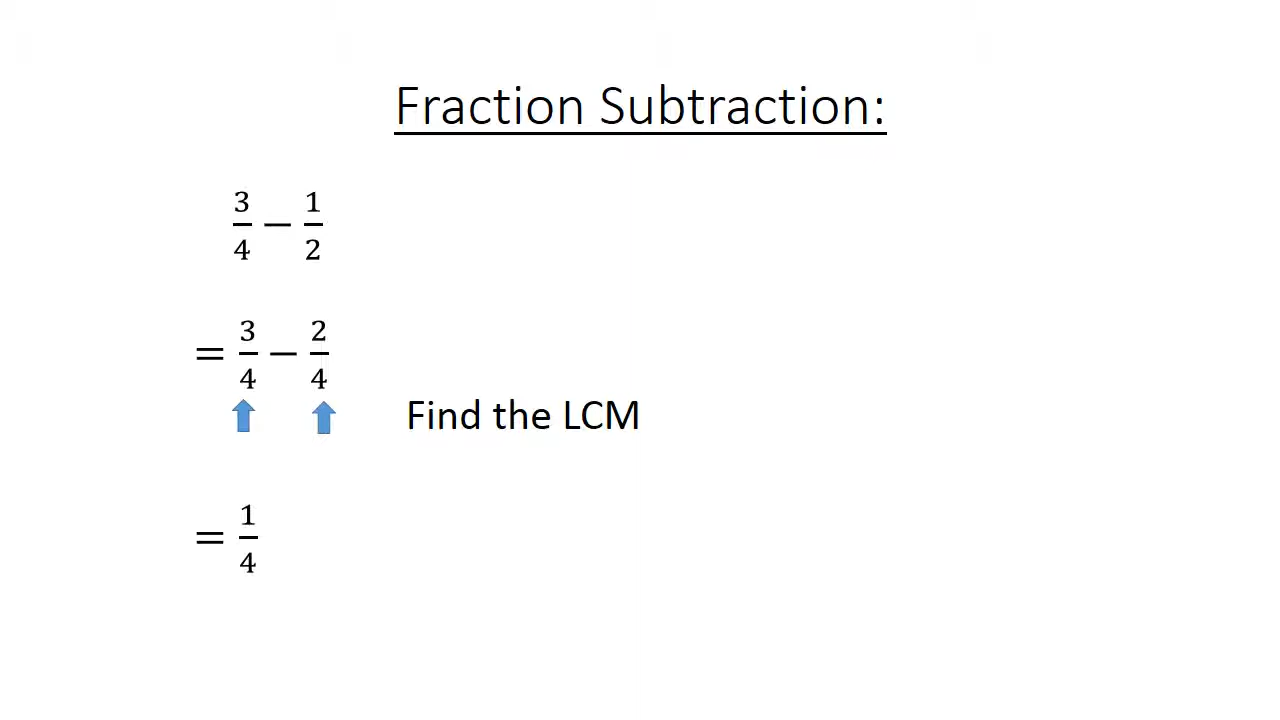 Fraction Subtraction:
3/4 − 1/2
= 3/4 − 2/4
Find the LCM
= 1/4